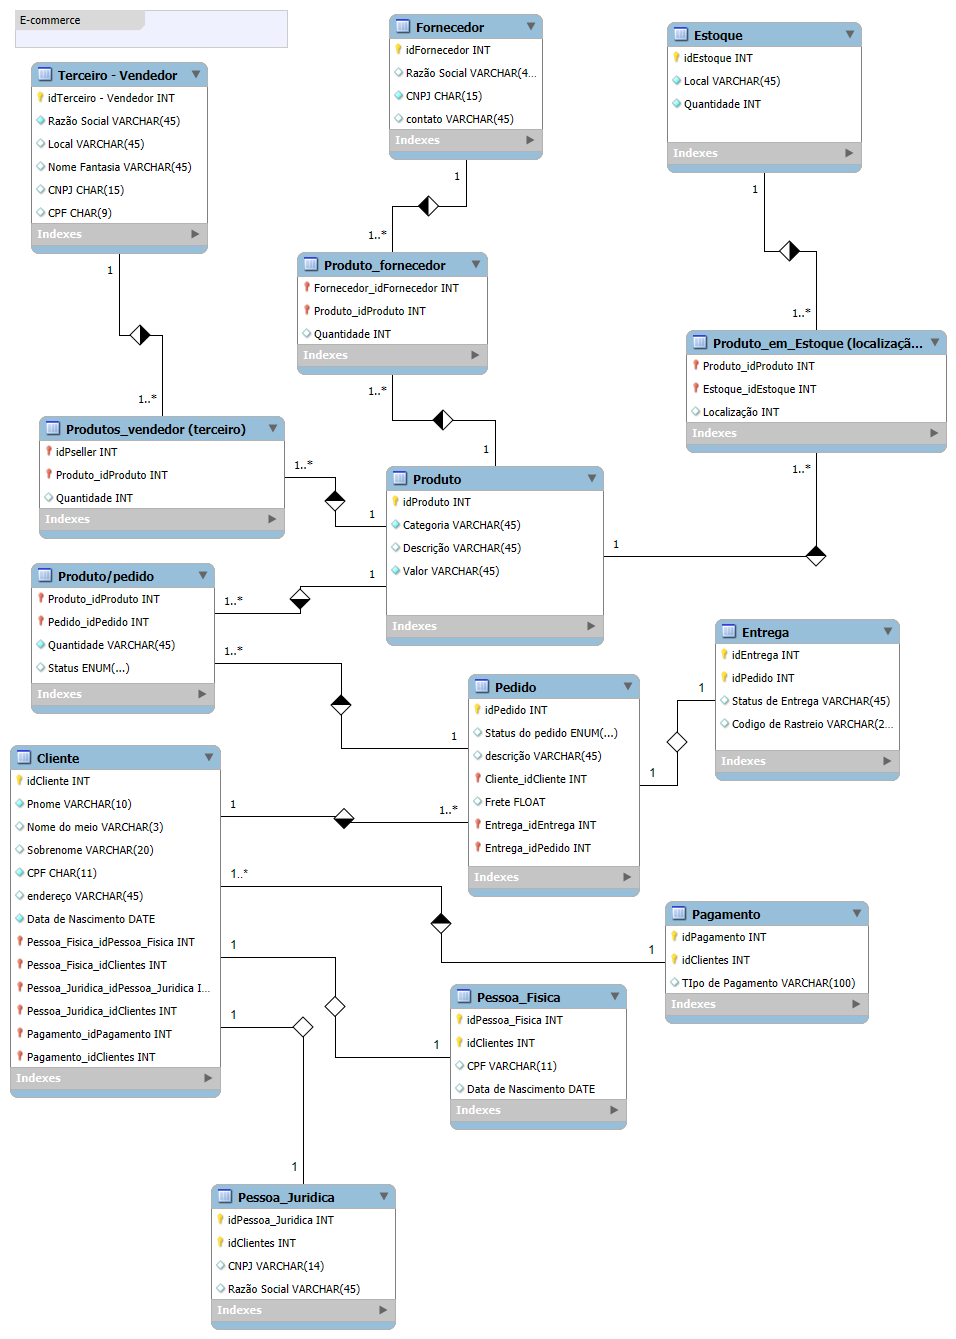 E-commerce
Fornecedor
idFornecedor INT
Razão Social VARCHAR(4...
CNPJ CHAR(15)
contato VARCHAR(45)
Indexes
Estoque
idEstoque INT
Local VARCHAR(45)
Quantidade INT
Indexes
Terceiro - Vendedor
idTerceiro - Vendedor INT
Razão Social VARCHAR(45)
Local VARCHAR(45)
Nome Fantasia VARCHAR(45)
CNPJ CHAR(15)
CPF CHAR(9)
Indexes
1
1
1..*
1
1..*
1..*
Produto_fornecedor
Fornecedor_idFornecedor INT
Produto_idProduto INT
Quantidade INT
Indexes
1..*
1
Produto_em_Estoque (localizaçã...
Produto_idProduto INT
Estoque_idEstoque INT
Localização INT
Indexes
1..*
1
Produtos_vendedor (terceiro)
idPseller INT
Produto_idProduto INT
Quantidade INT
Indexes
1..*
1
Produto
idProduto INT
Categoria VARCHAR(45)
Descrição VARCHAR(45)
Valor VARCHAR(45)
Indexes
Produto/pedido
Produto_idProduto INT
Pedido_idPedido INT
Quantidade VARCHAR(45)
Status ENUM(...)
Indexes
1
1..*
1..*
1
Entrega
idEntrega INT
idPedido INT
Status de Entrega VARCHAR(45)
Codigo de Rastreio VARCHAR(2...
Indexes
1
1
Pedido
idPedido INT
Status do pedido ENUM(...)
descrição VARCHAR(45)
Cliente_idCliente INT
Frete FLOAT
Entrega_idEntrega INT
Entrega_idPedido INT
Indexes
Cliente
idCliente INT
Pnome VARCHAR(10)
Nome do meio VARCHAR(3)
Sobrenome VARCHAR(20)
CPF CHAR(11)
endereço VARCHAR(45)
Data de Nascimento DATE
Pessoa_Fisica_idPessoa_Fisica INT
Pessoa_Fisica_idClientes INT
Pessoa_Juridica_idPessoa_Juridica I...
Pessoa_Juridica_idClientes INT
Pagamento_idPagamento INT
Pagamento_idClientes INT
Indexes
1
1..*
1..*
1
1
1
1
1
Pagamento
idPagamento INT
idClientes INT
TIpo de Pagamento VARCHAR(100)
Indexes
Pessoa_Fisica
idPessoa_Fisica INT
idClientes INT
CPF VARCHAR(11)
Data de Nascimento DATE
Indexes
Pessoa_Juridica
idPessoa_Juridica INT
idClientes INT
CNPJ VARCHAR(14)
Razão Social VARCHAR(45)
Indexes